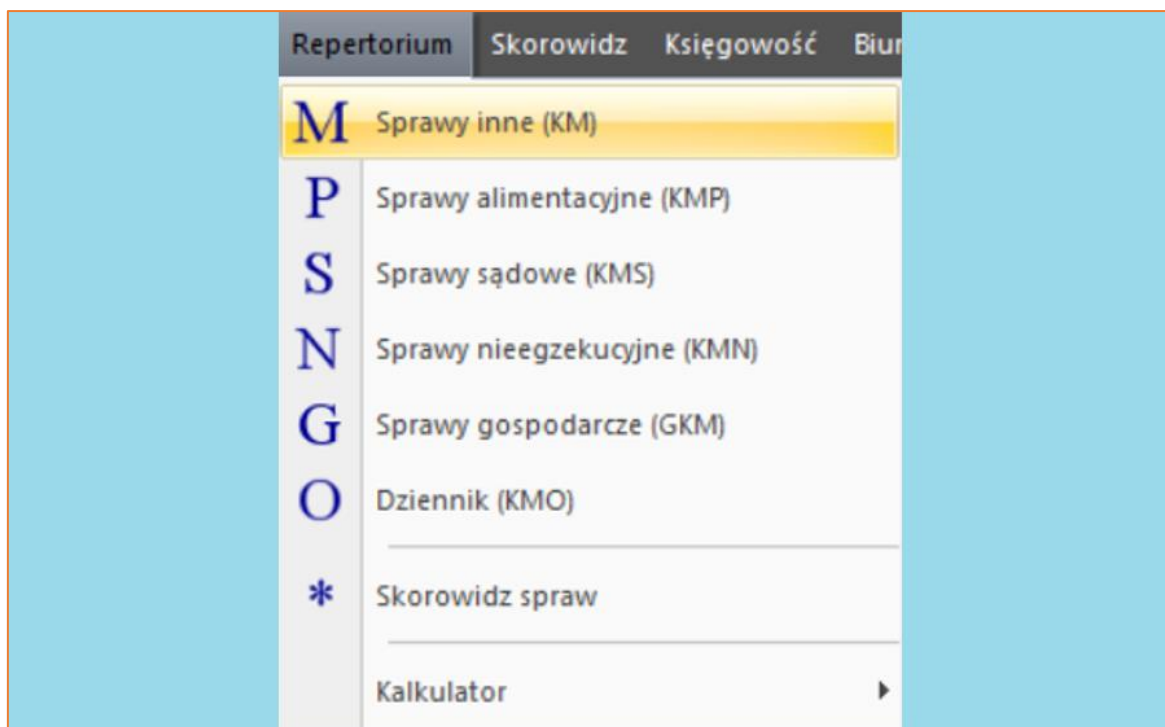 Repertorium Skorowidz Księgowość
M Sprawy inne (KM)
P Sprawy alimentacyjne (KMP)
S Sprawy sądowe (KMS)
N Sprawy nieegzekucyjne (KMN)
G Sprawy gospodarcze (GKM)
O Dziennik (KMO)
* Skorowidz spraw
Kalkulator